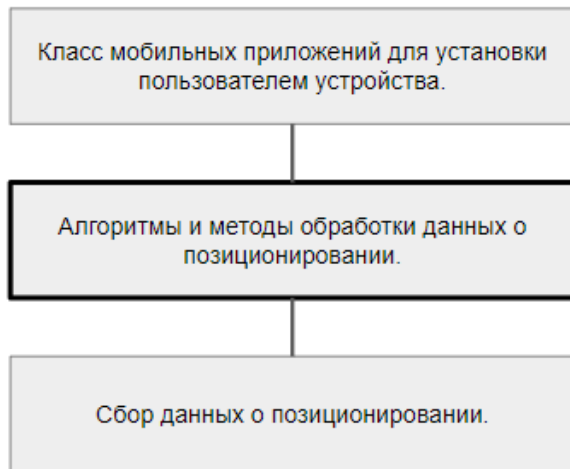 Класс мобильных приложений для установки
пользователем устройства.
Алгоритмы и методы обработки данных о
позиционировании.
Сбор данных о позиционировании.